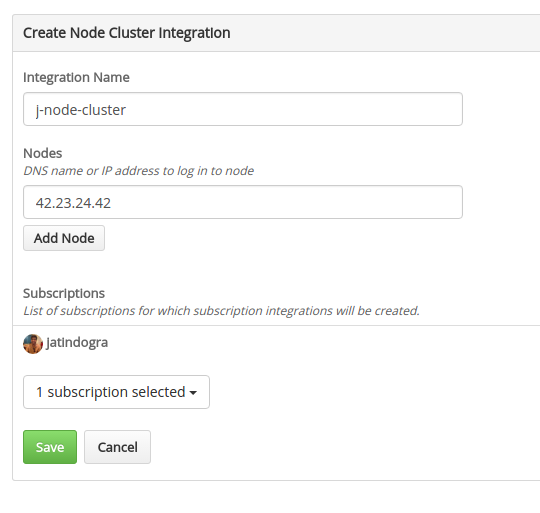 Create Node Cluster Integration
Integration Name
j-node-cluster
Nodes
DNS name or IP address to log in to node
42.23.24.42
Add Node
Subscriptions
List of subscriptions for which subscription integrations will be created.
jatindogra
1 subscription selected
Save Cancel